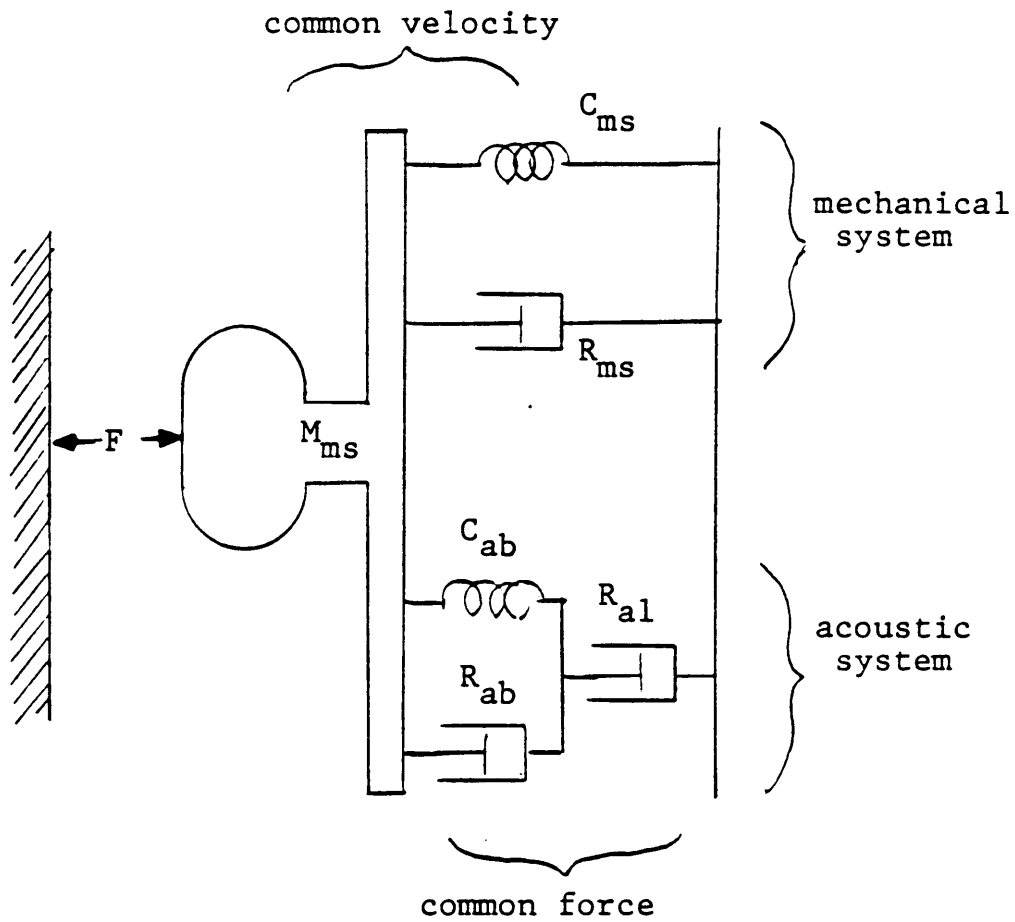 common velocity
C_ms
mechanical
system
R_ms
F
M_ms
C_ab
R_al
acoustic
system
R_ab
common force